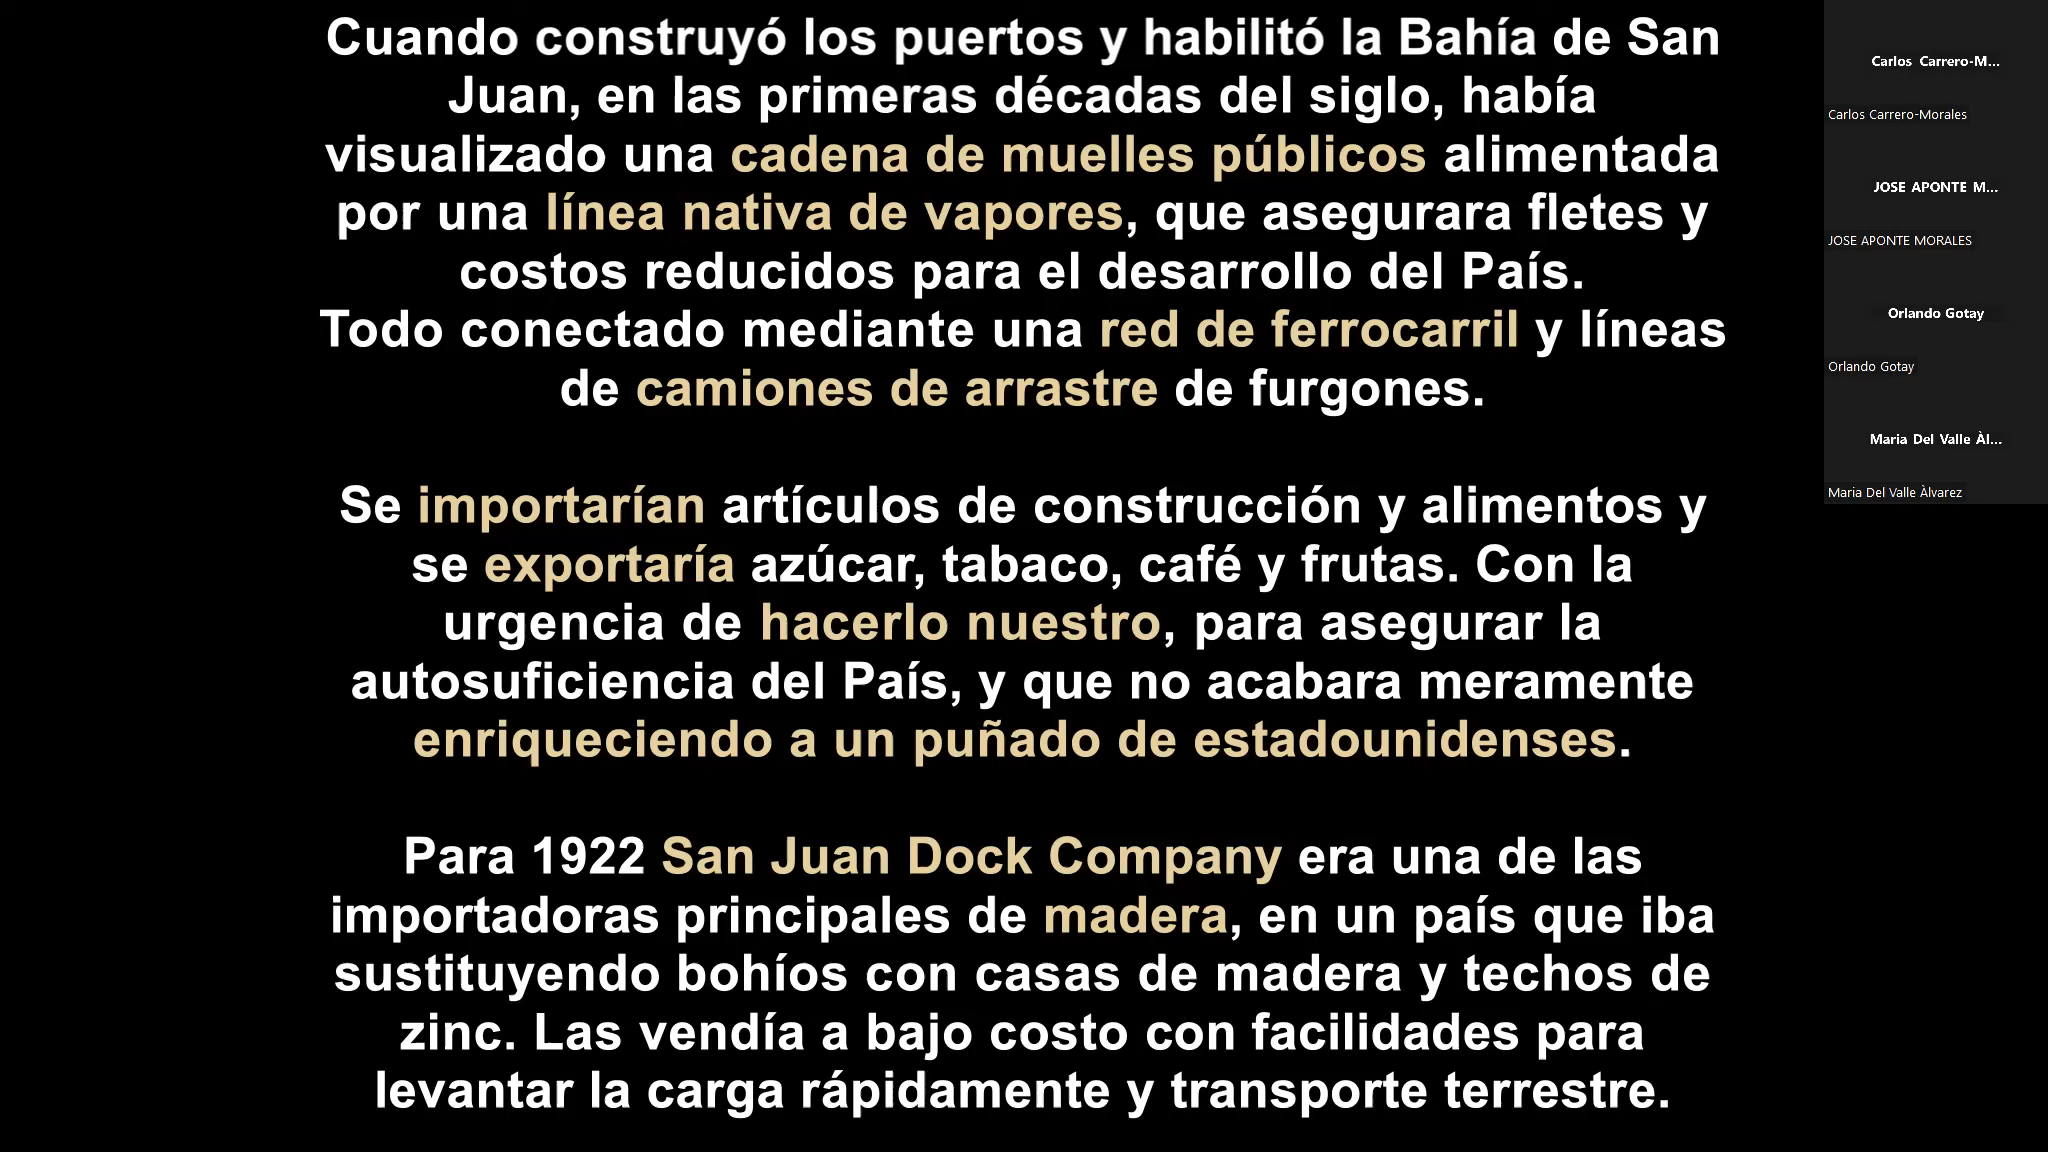 Cuando construyó los puertos y habilitó la Bahía de San
Juan, en las primeras décadas del siglo, había
visualizado una cadena de muelles públicos alimentada
por una línea nativa de vapores, que asegurara fletes y
costos reducidos para el desarrollo del País.
Todo conectado mediante una red de ferrocarril y líneas
de camiones de arrastre de furgones.
Se importarían artículos de construcción y alimentos y
se exportaría azúcar, tabaco, café y frutas. Con la
urgencia de hacerlo nuestro, para asegurar la
autosuficiencia del País, y que no acabara meramente
enriqueciendo a un puñado de estadounidenses.
Para 1922 San Juan Dock Company era una de las
importadoras principales de madera, en un país que iba
sustituyendo bohíos con casas de madera y techos de
zinc. Las vendía a bajo costo con facilidades para
levantar la carga rápidamente y transporte terrestre.
Carlos Carrero-M...
Carlos Carrero-Morales
JOSE APONTE M...
JOSE APONTE MORALES
Orlando Gotay
Orlando Gotay
Maria Del Valle Àl...
Maria Del Valle Àlvarez